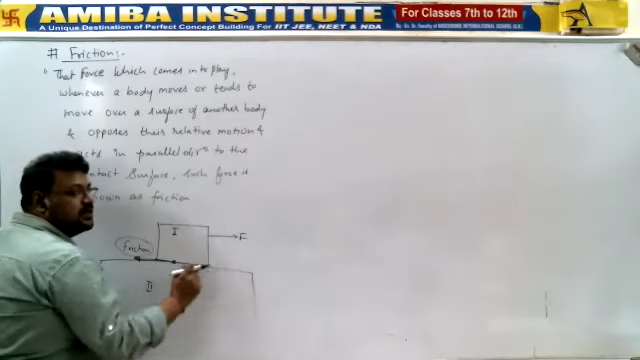 AMIBA INSTITUTE
For Classes 7th to 12th
A Unique Destination of Perfect Concept Building For IIT JEE, NEET & NDA
# Friction:-
That force which comes into play,
whenever a body moves or tends to
move over a surface of another body
& opposes their relative motion &
acts in parallel dirn to the
contact surface, such force is
known as friction
I
F
friction
II